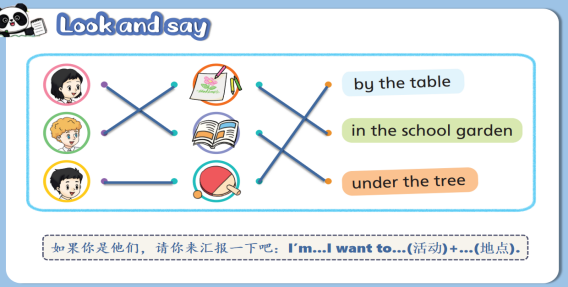 Look and say
by the table
in the school garden
under the tree
如果你是他们，请你来汇报一下吧：I´m...I want to...(活动)+...(地点).